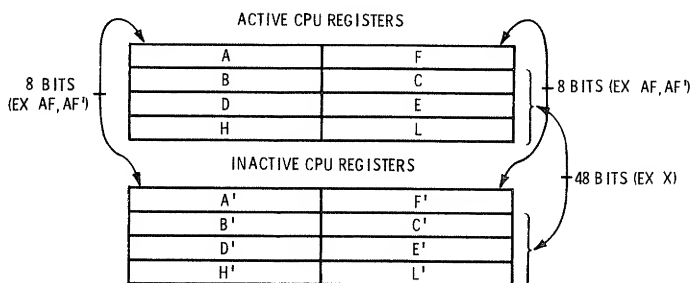 ACTIVE CPU REGISTERS
A F
B C
D E
H L
8 BITS
(EX AF, AF')
8 BITS (EX AF, AF')
48 BITS (EX X)
INACTIVE CPU REGISTERS
A' F'
B' C'
D' E'
H' L'